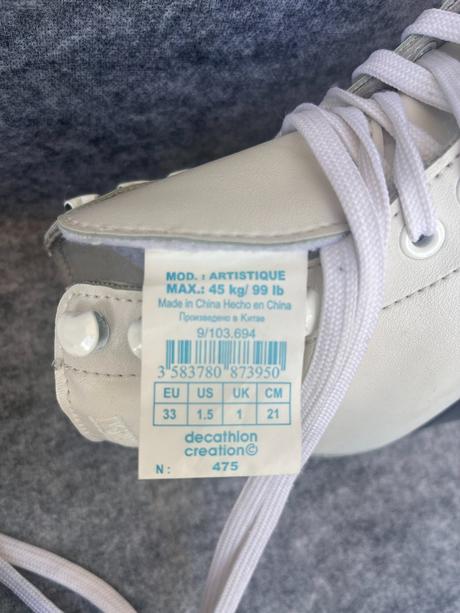 MOD. : ARTISTIQUE
MAX.: 45 kg/ 99 lb
Made in China Hecho en China
Произведено в Китае
9/103.694
3 583780 873950
EU US UK CM
33 1.5 1 21
decathlon
creation©
N : 475